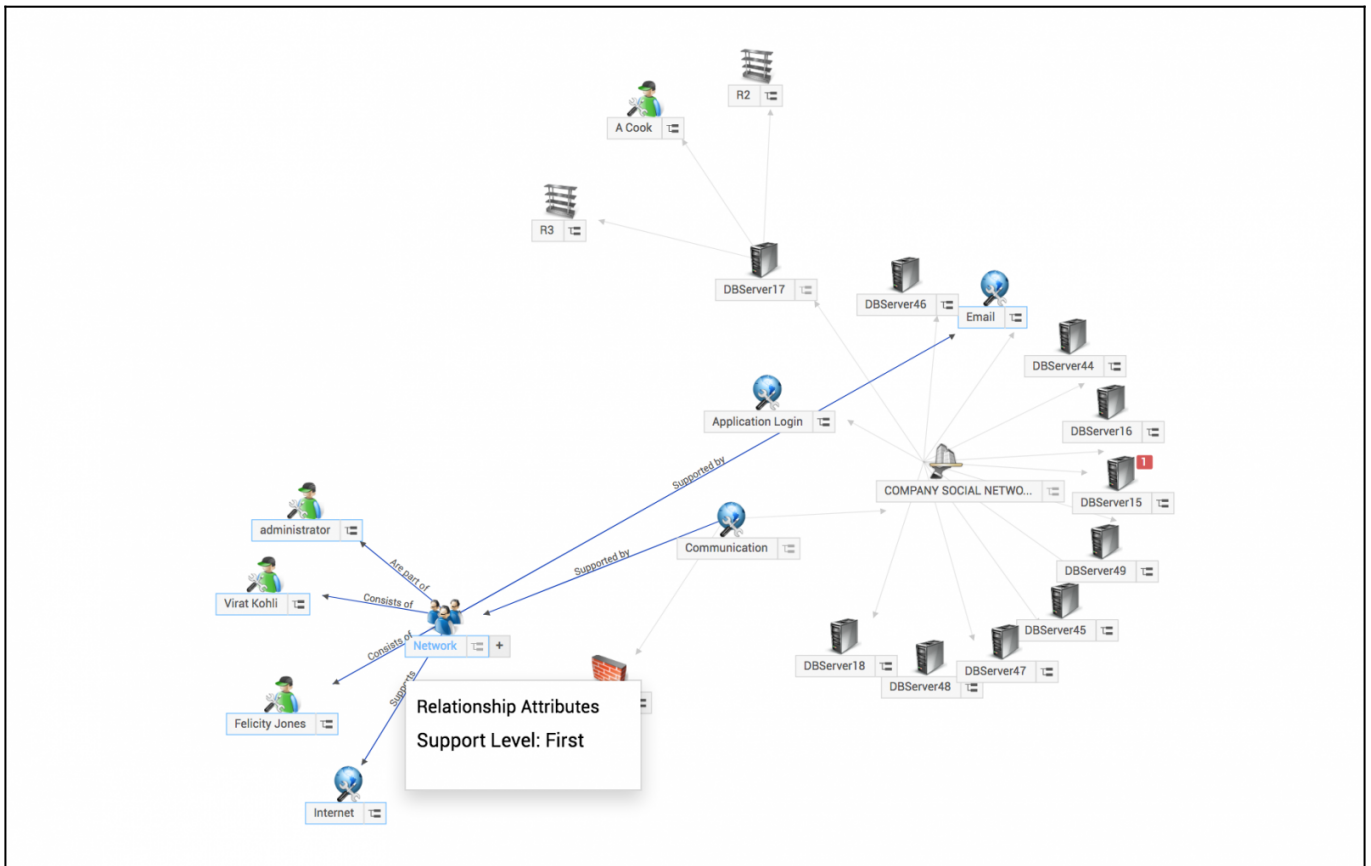 R2
A Cook
R3
DBServer17
DBServer46
Email
DBServer44
Application Login
DBServer16
Supported by
1
COMPANY SOCIAL NETWO...
DBServer15
administrator
Communication
Supported by
DBServer49
Are part of
Virat Kohli
Consists of
DBServer45
Consists of
Network
+
DBServer18
DBServer47
DBServer48
Supports
Felicity Jones
Relationship Attributes
Support Level: First
Internet